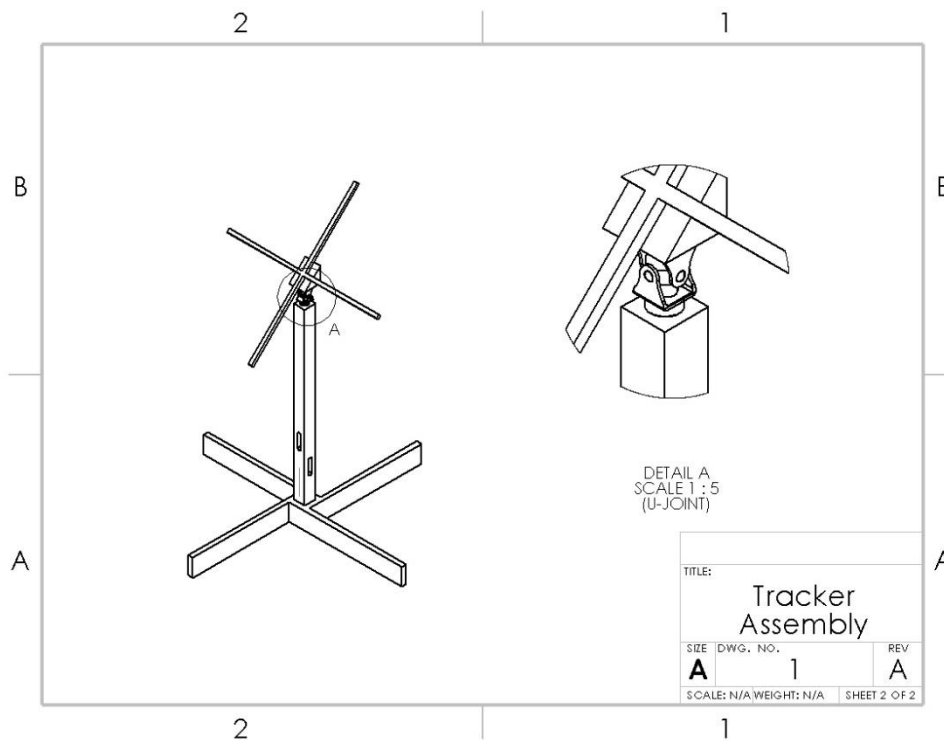 2 1
B B
A
DETAIL A
SCALE 1 : 5
(U-JOINT)
A A
TITLE:
Tracker
Assembly
SIZE DWG. NO. REV
A 1 A
SCALE: N/A WEIGHT: N/A SHEET 2 OF 2
2 1